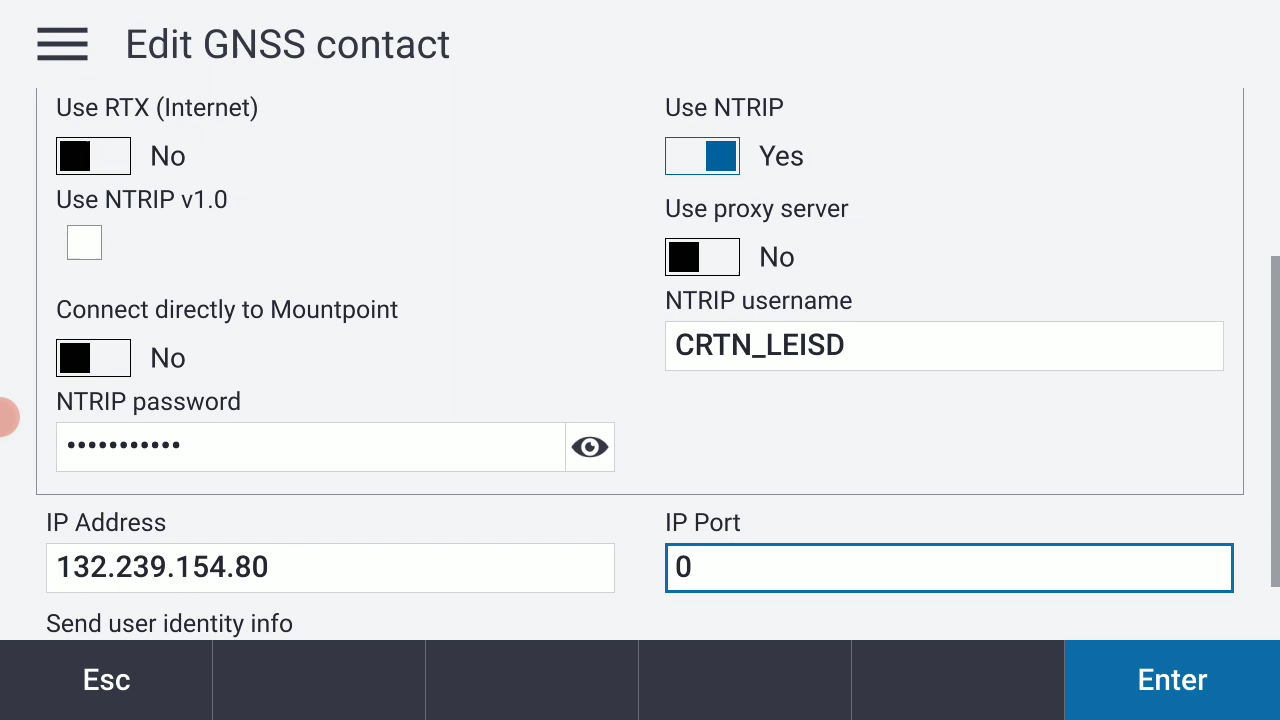 Edit GNSS contact
Use RTX (Internet)
No
Use NTRIP
Yes
Use NTRIP v1.0
Use proxy server
No
Connect directly to Mountpoint
No
NTRIP username
CRTN_LEISD
NTRIP password
•••••••••••
IP Address
132.239.154.80
IP Port
0
Send user identity info
Esc
Enter